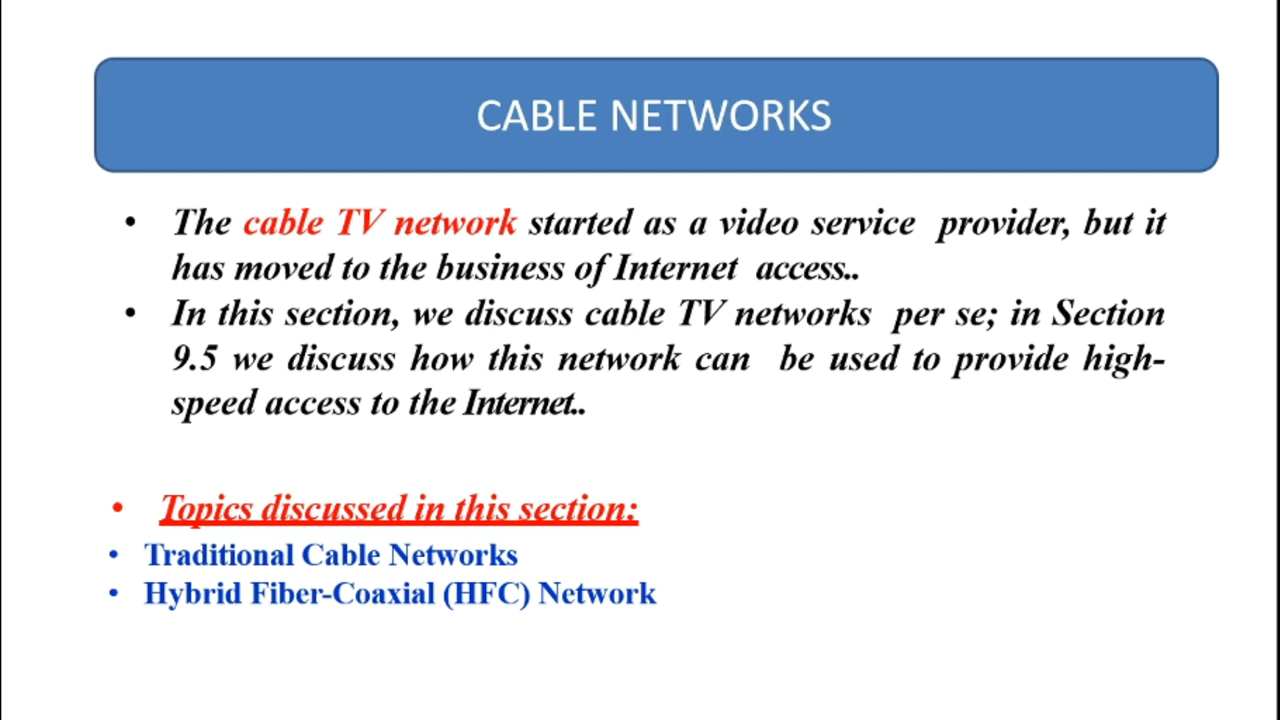 CABLE NETWORKS
• The cable TV network started as a video service provider, but it
has moved to the business of Internet access..
• In this section, we discuss cable TV networks per se; in Section
9.5 we discuss how this network can be used to provide high-
speed access to the Internet..
• Topics discussed in this section:
• Traditional Cable Networks
• Hybrid Fiber-Coaxial (HFC) Network